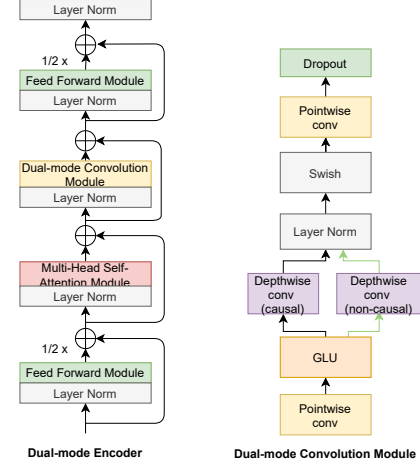 Layer Norm
1/2 x
Feed Forward Module
Layer Norm
Dual-mode Convolution
Module
Layer Norm
Multi-Head Self-
Attention Module
Layer Norm
1/2 x
Feed Forward Module
Layer Norm
Dual-mode Encoder
Dropout
Pointwise
conv
Swish
Layer Norm
Depthwise
conv
(causal)
Depthwise
conv
(non-causal)
GLU
Pointwise
conv
Dual-mode Convolution Module